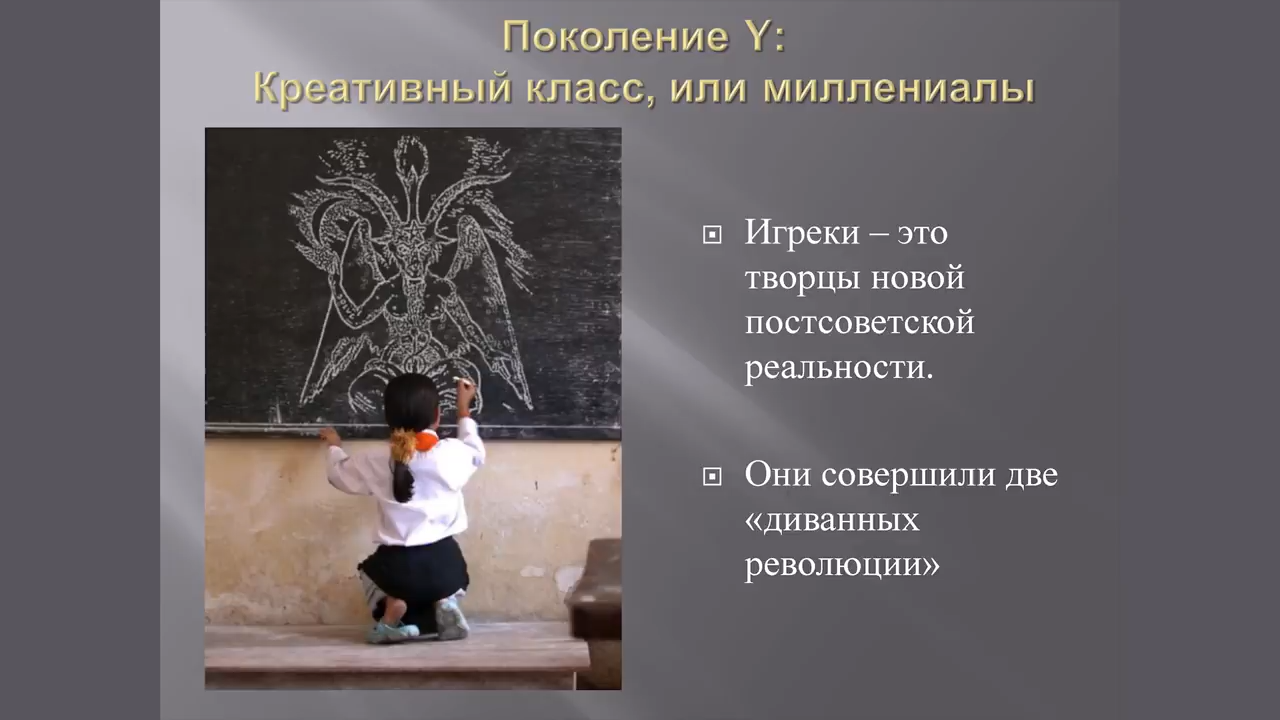 Поколение Y:
Креативный класс, или миллениалы
Игреки – это
творцы новой
постсоветской
реальности.
Они совершили две
«диванных
революции»